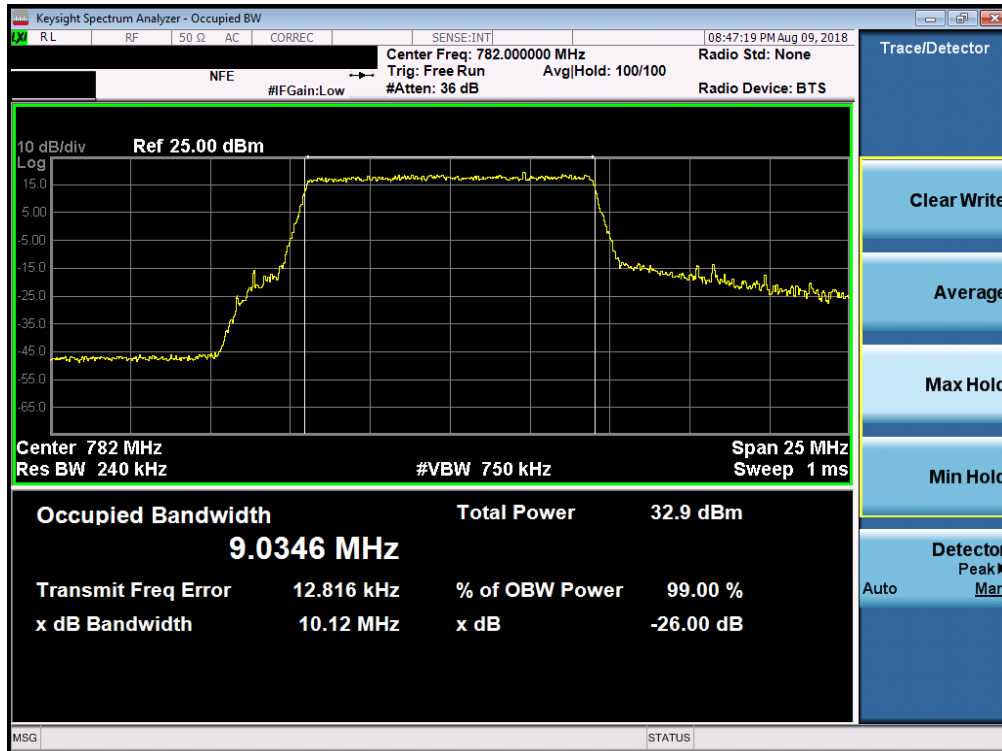 Keysight Spectrum Analyzer - Occupied BW
LXI RL RF 50 Ω AC CORREC SENSE:INT 08:47:19 PM Aug 09, 2018
Center Freq: 782.000000 MHz Radio Std: None
NFE Trig: Free Run Avg|Hold: 100/100
#IFGain:Low #Atten: 36 dB Radio Device: BTS
10 dB/div Ref 25.00 dBm
Log
15.0
5.00
-5.00
-15.0
-25.0
-35.0
-45.0
-55.0
-65.0
Center 782 MHz Span 25 MHz
Res BW 240 kHz #VBW 750 kHz Sweep 1 ms
Occupied Bandwidth Total Power 32.9 dBm
9.0346 MHz
Transmit Freq Error 12.816 kHz % of OBW Power 99.00 %
x dB Bandwidth 10.12 MHz x dB -26.00 dB
MSG STATUS
Trace/Detector
Clear Write
Average
Max Hold
Min Hold
Detector
Peak
Auto Man